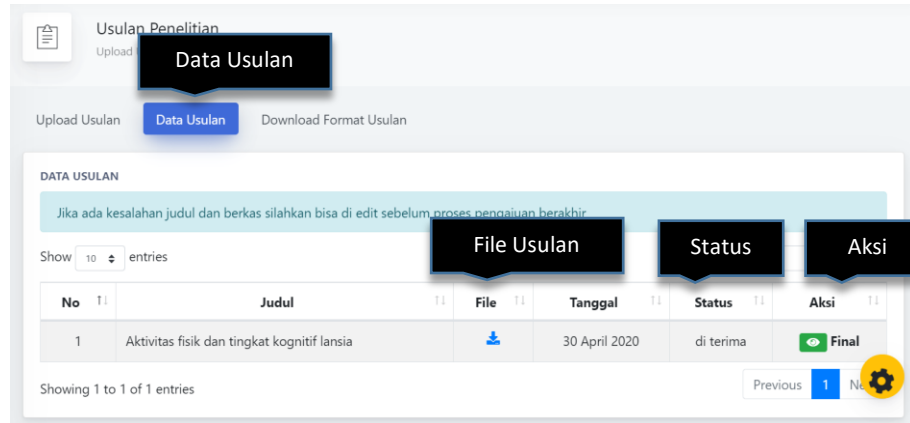 Usulan Penelitian
Upload
Data Usulan
Upload Usulan Data Usulan Download Format Usulan
DATA USULAN
Jika ada kesalahan judul dan berkas silahkan bisa di edit sebelum proses pengajuan berakhir
File Usulan Status Aksi
Show 10 entries
No Judul File Tanggal Status Aksi
1 Aktivitas fisik dan tingkat kognitif lansia 30 April 2020 di terima Final
Showing 1 to 1 of 1 entries
Previous 1